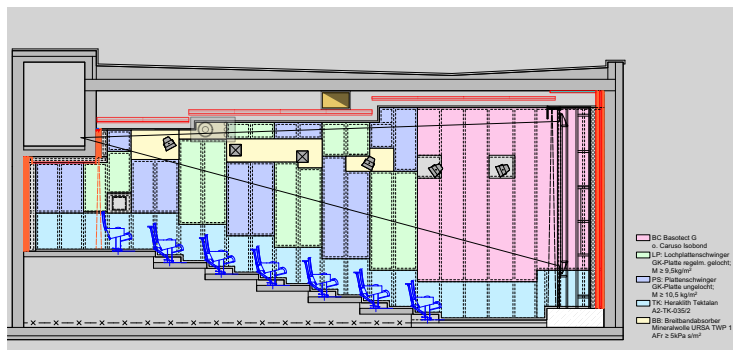 BC Basotect G
o. Caruso Isobond
LP: Lochplattenschwinger
GK-Platte regelm. gelocht;
M ≥ 9,5kg/m²
PS: Plattenschwinger
GK-Platte ungelocht;
M ≥ 10,5 kg/m²
TK: Heraklith Tektalan
A2-TK-035/2
BB: Breitbandabsorber
Mineralwolle URSA TWP 1
AFr ≥ 5kPa s/m²